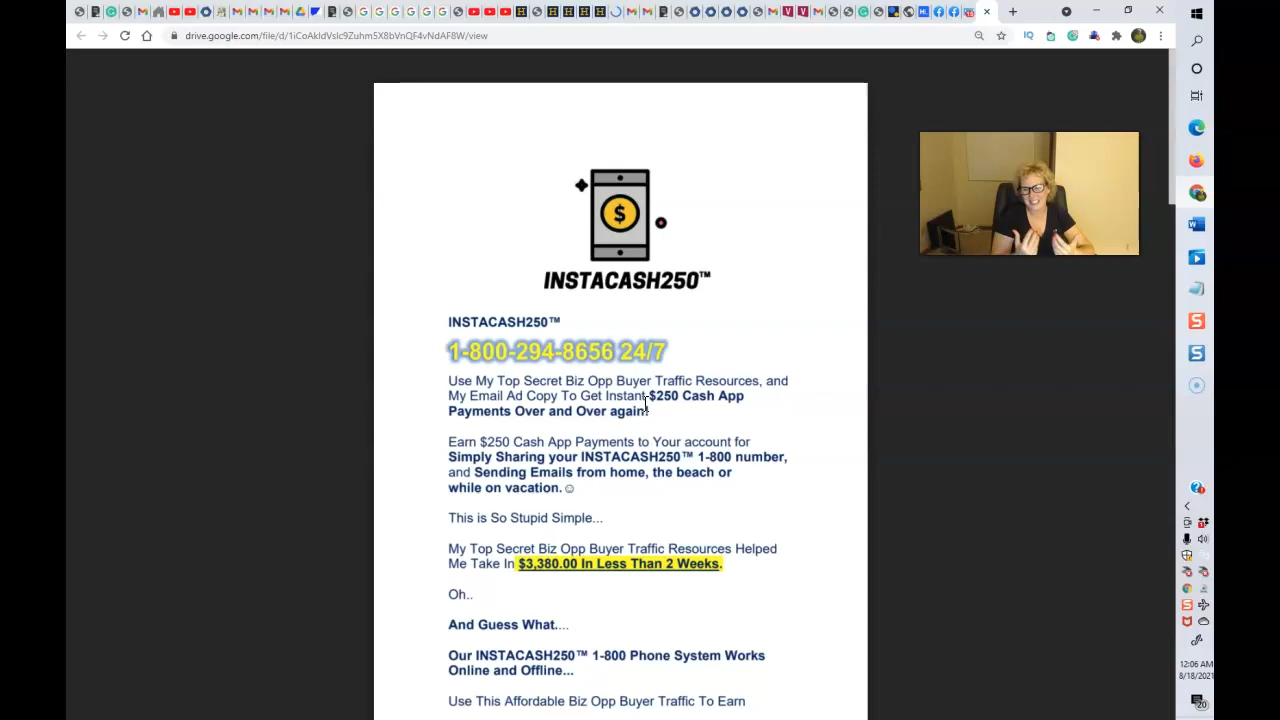 drive.google.com/file/d/1iCoAkIdVsIc9Zuhm5X8bVnQF4vNdAF8W/view
INSTACASH250™
INSTACASH250™
1-800-294-8656 24/7
Use My Top Secret Biz Opp Buyer Traffic Resources, and
My Email Ad Copy To Get Instant $250 Cash App
Payments Over and Over again!
Earn $250 Cash App Payments to Your account for
Simply Sharing your INSTACASH250™ 1-800 number,
and Sending Emails from home, the beach or
while on vacation.☺
This is So Stupid Simple...
My Top Secret Biz Opp Buyer Traffic Resources Helped
Me Take In $3,380.00 In Less Than 2 Weeks.
Oh..
And Guess What....
Our INSTACASH250™ 1-800 Phone System Works
Online and Offline...
Use This Affordable Biz Opp Buyer Traffic To Earn
12:06 AM
8/18/2021
20